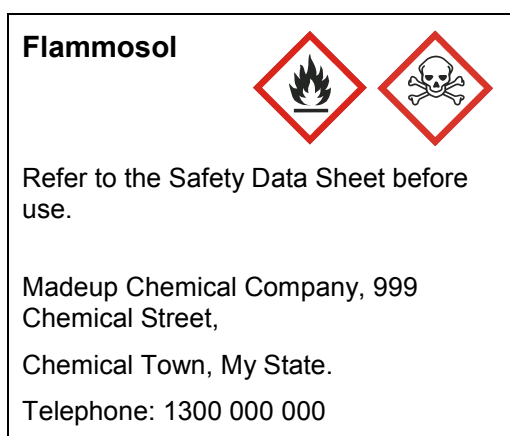 Flammosol
Refer to the Safety Data Sheet before
use.
Madeup Chemical Company, 999
Chemical Street,
Chemical Town, My State.
Telephone: 1300 000 000